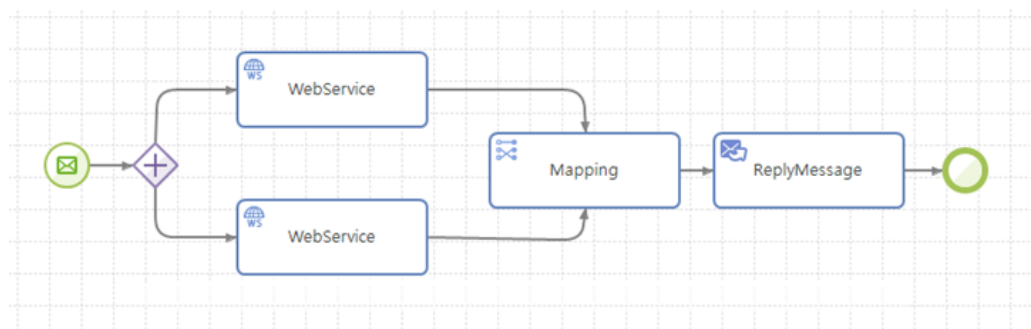 WS
WebService
Mapping
ReplyMessage
WS
WebService